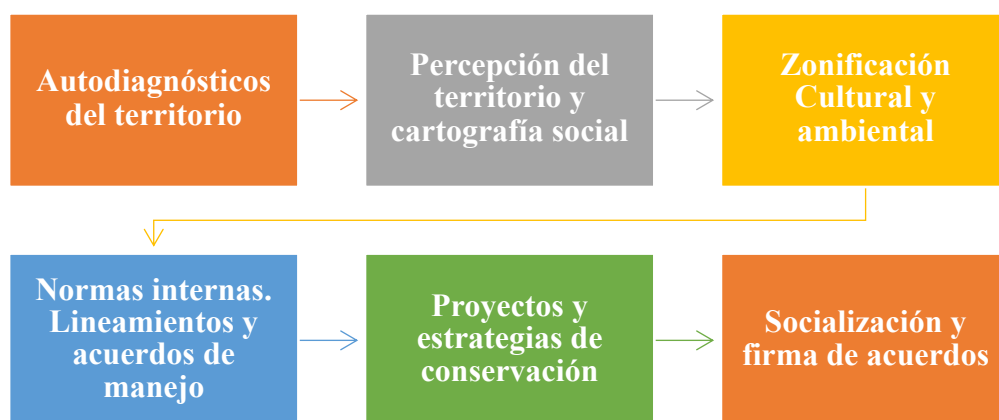 Autodiagnósticos
del territorio
Percepción del
territorio y
cartografía social
Zonificación
Cultural y
ambiental
Normas internas.
Lineamientos y
acuerdos de
manejo
Proyectos y
estrategias de
conservación
Socialización y
firma de acuerdos